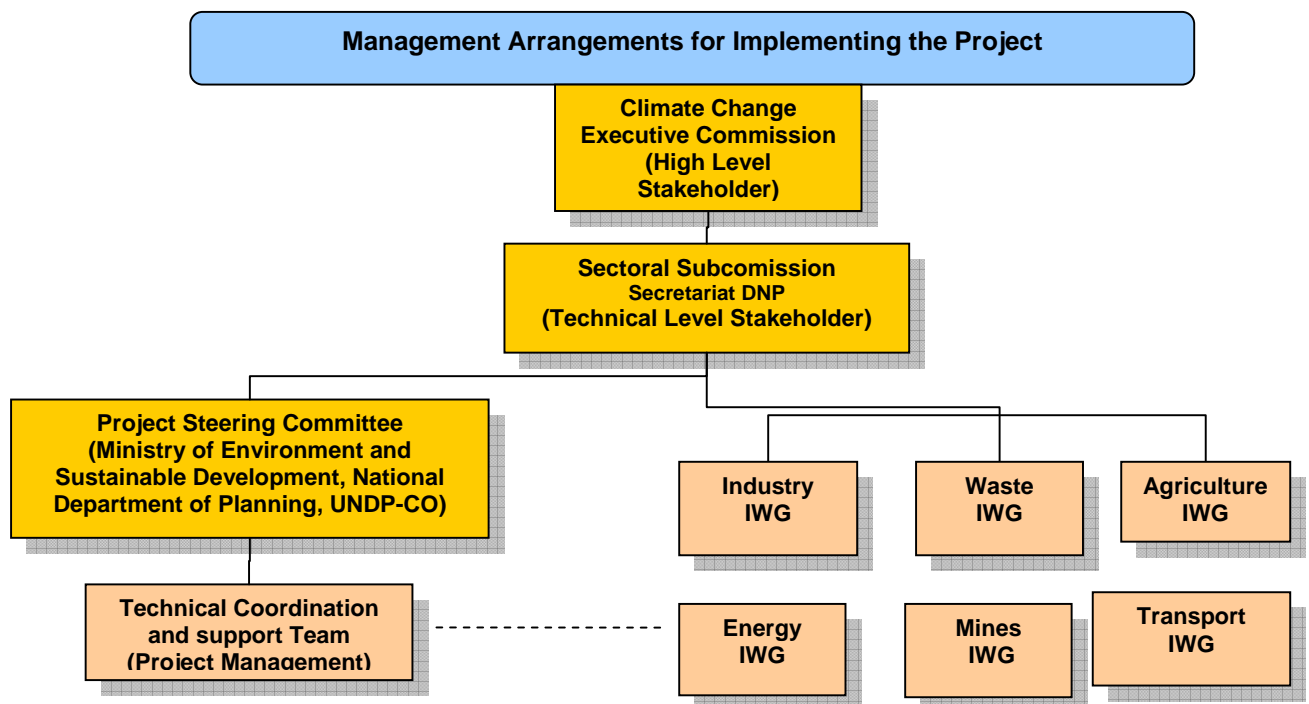 Management Arrangements for Implementing the Project
Climate Change
Executive Commission
(High Level
Stakeholder)
Sectoral Subcomission
Secretariat DNP
(Technical Level Stakeholder)
Project Steering Committee
(Ministry of Environment and
Sustainable Development, National
Department of Planning, UNDP-CO)
Technical Coordination
and support Team
(Project Management)
Industry
IWG
Waste
IWG
Agriculture
IWG
Energy
IWG
Mines
IWG
Transport
IWG